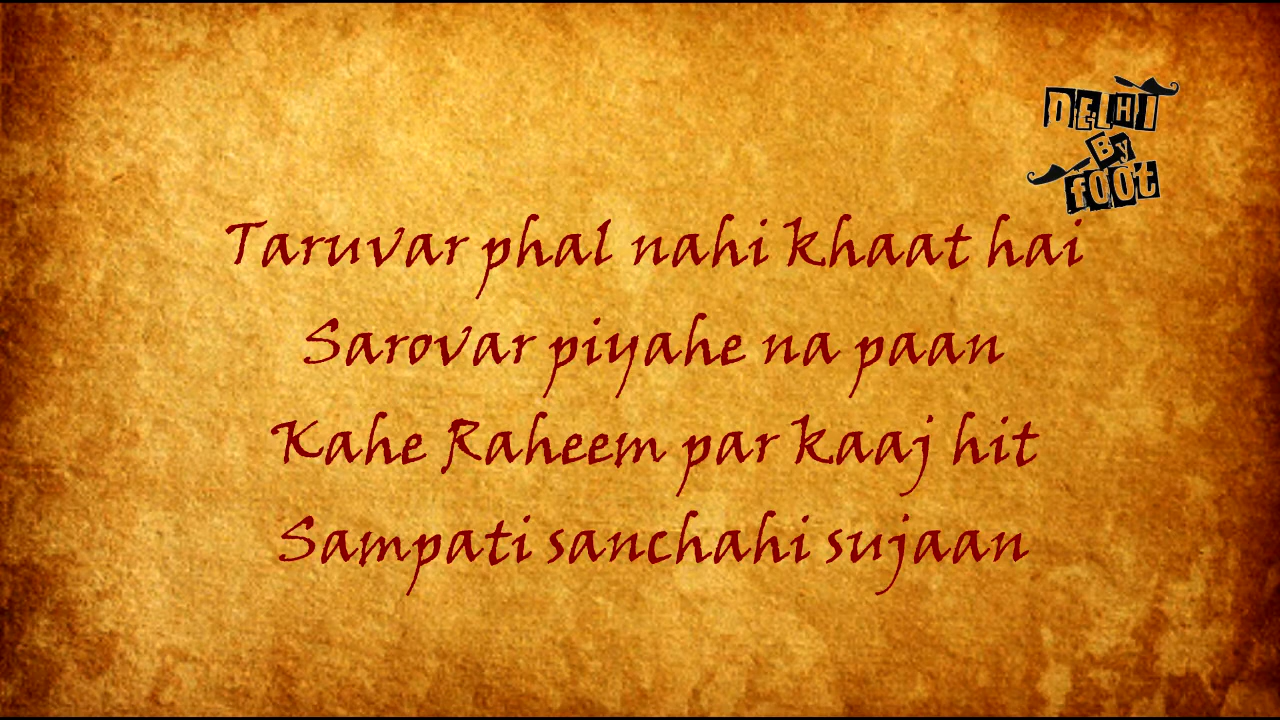 DELHI
By
fOOt
Taruvar phal nahi khaat hai
Sarovar piyahe na paan
Kahe Raheem par kaaj hit
Sampati sanchahi sujaan